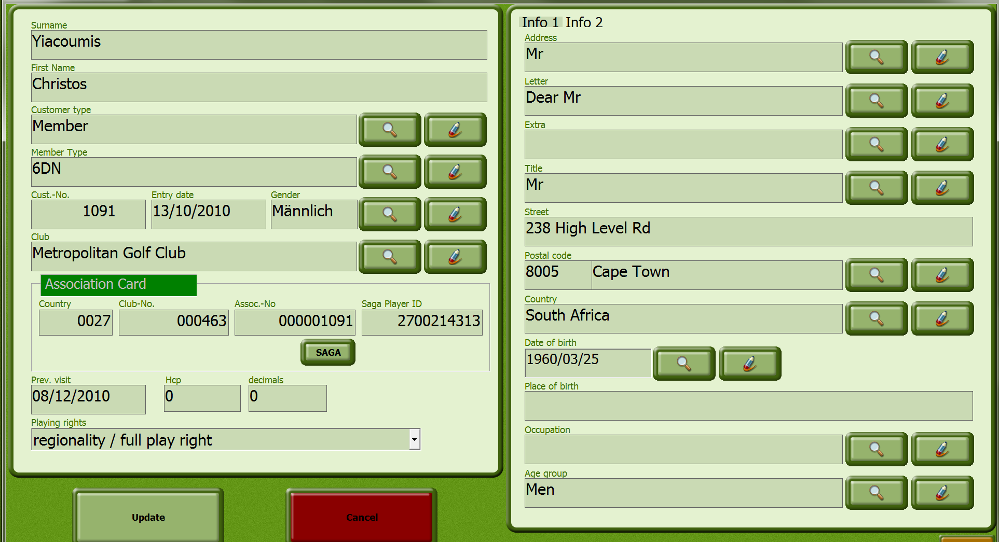 Surname
Yiacoumis
First Name
Christos
Customer type
Member
Member Type
6DN
Cust.-No. Entry date Gender
1091 13/10/2010 Männlich
Club
Metropolitan Golf Club
Association Card
Country Club-No. Assoc.-No Saga Player ID
0027 000463 000001091 2700214313
SAGA
Prev. visit Hcp decimals
08/12/2010 0 0
Playing rights
regionality / full play right
Update Cancel
Info 1 Info 2
Address
Mr
Letter
Dear Mr
Extra
Title
Mr
Street
238 High Level Rd
Postal code
8005 Cape Town
Country
South Africa
Date of birth
1960/03/25
Place of birth
Occupation
Age group
Men